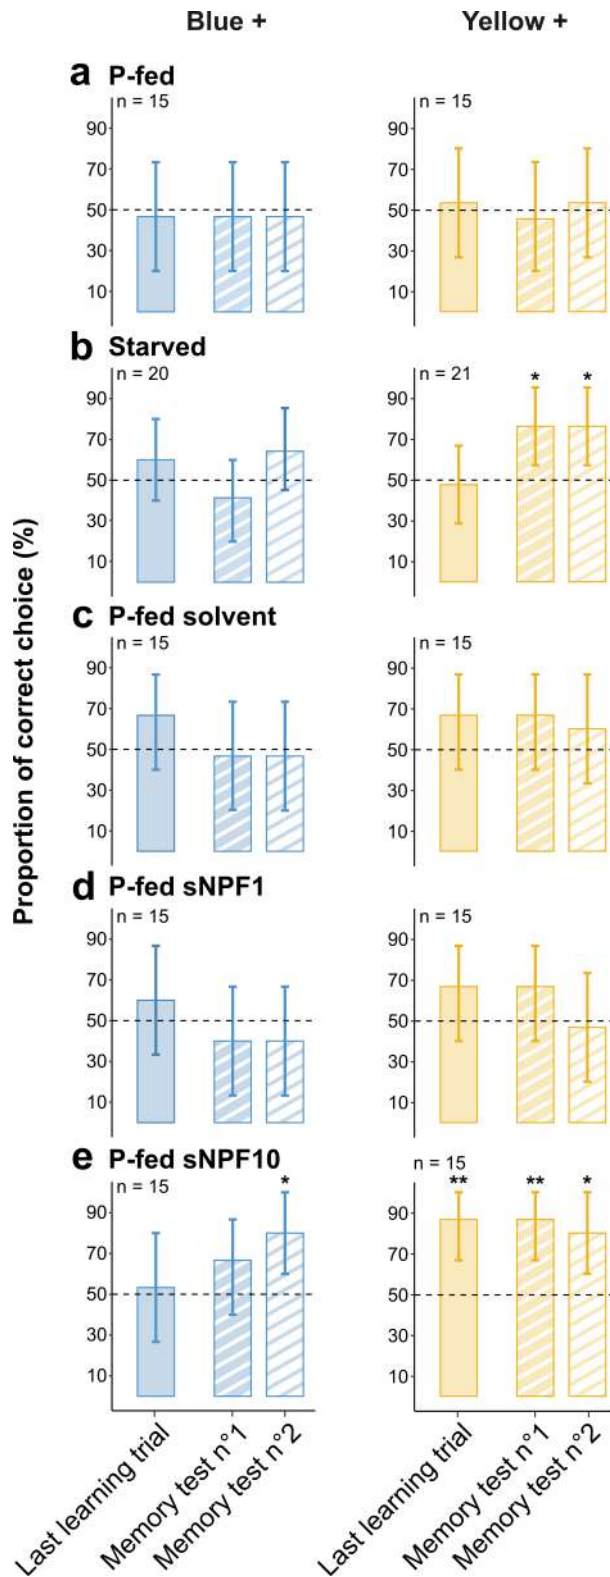 Blue +
Yellow +
a P-fed
n = 15
n = 15
90
70
50
30
10
90
70
50
30
10
b Starved
n = 20
n = 21
* *
90
70
50
30
10
90
70
50
30
10
Proportion of correct choice (%)
c P-fed solvent
n = 15
n = 15
90
70
50
30
10
90
70
50
30
10
d P-fed sNPF1
n = 15
n = 15
90
70
50
30
10
90
70
50
30
10
e P-fed sNPF10
n = 15
n = 15
*
** ** *
90
70
50
30
10
90
70
50
30
10
Last learning trial
Memory test n°1
Memory test n°2
Last learning trial
Memory test n°1
Memory test n°2